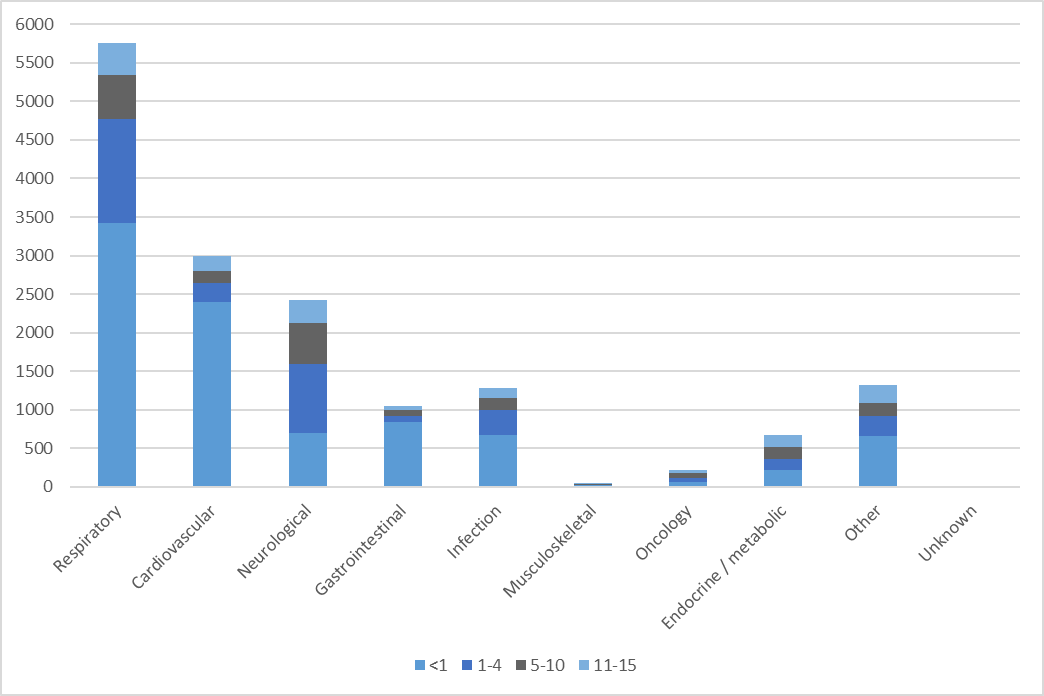 6000
5500
5000
4500
4000
3500
3000
2500
2000
1500
1000
500
0
Respiratory
Cardiovascular
Neurological
Gastrointestinal
Infection
Musculoskeletal
Oncology
Endocrine / metabolic
Other
Unknown
<1 1-4 5-10 11-15